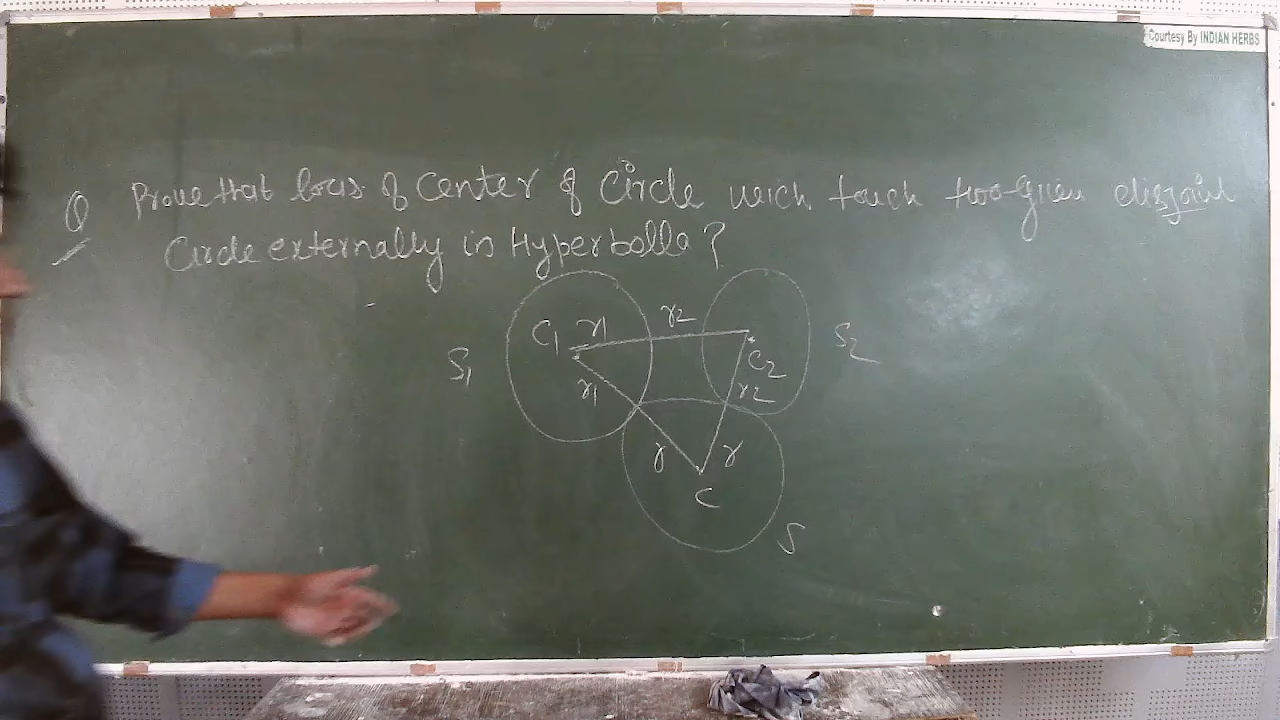 Courtesy By INDIAN HERBS
Q Prove that locus of Center of Circle wich touch two given disjoint
Circle externally is Hyperbolla ?
r2
C1 r1
S1
S2
C2
r1
r2
r r
C
S